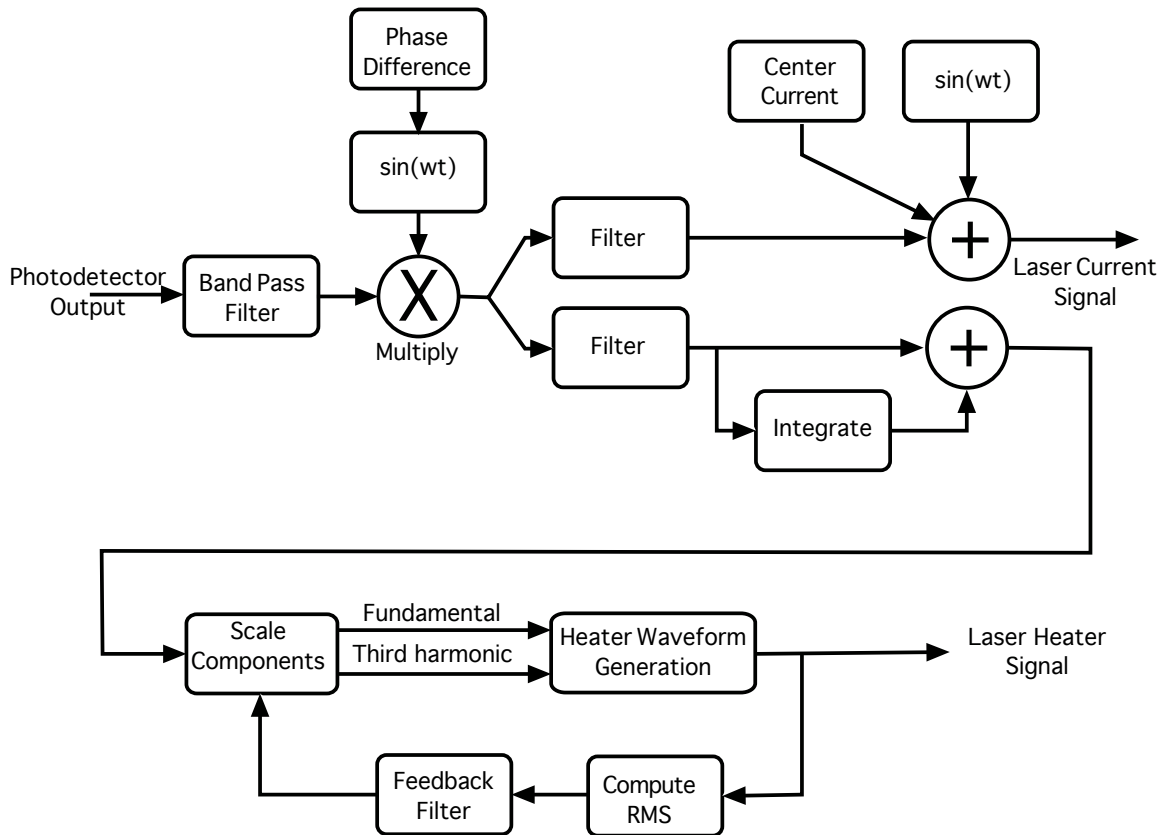 Phase
Difference
Center
Current
sin(wt)
sin(wt)
Filter
+
Photodetector
Output
Band Pass
Filter
X
Multiply
Laser Current
Signal
Filter
+
Integrate
Fundamental
Scale
Components
Third harmonic
Heater Waveform
Generation
Laser Heater
Signal
Feedback
Filter
Compute
RMS